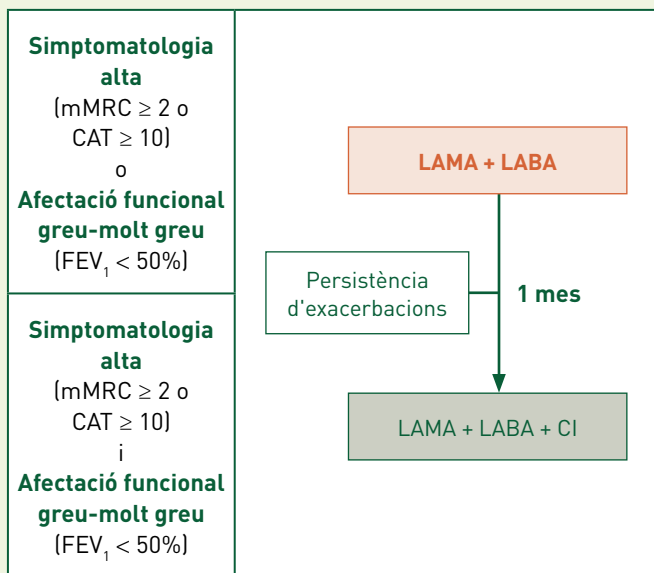 Simptomatologia
alta
(mMRC ≥ 2 o
CAT ≥ 10)
o
Afectació funcional
greu-molt greu
(FEV₁ < 50%)
Simptomatologia
alta
(mMRC ≥ 2 o
CAT ≥ 10)
i
Afectació funcional
greu-molt greu
(FEV₁ < 50%)
LAMA + LABA
Persistència
d'exacerbacions
1 mes
LAMA + LABA + CI